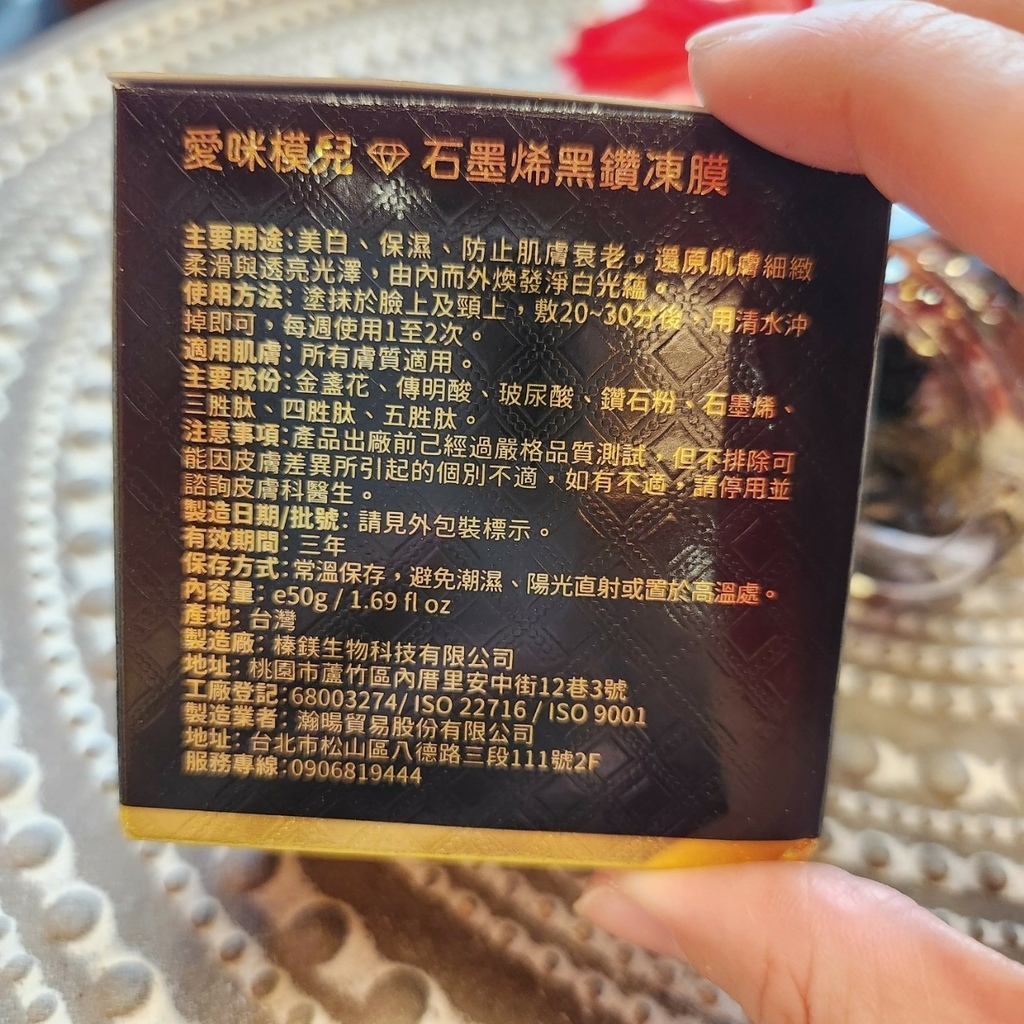 愛咪模兒 石墨烯黑鑽凍膜
主要用途:美白、保濕、防止肌膚衰老。還原肌膚細緻
柔滑與透亮光澤，由內而外煥發淨白光蘊。
使用方法: 塗抹於臉上及頸上，敷20~30分後、用清水沖
掉即可，每週使用1至2次。
適用肌膚: 所有膚質適用。
主要成份:金盞花、傳明酸、玻尿酸、鑽石粉、石墨烯、
三胜肽、四胜肽、五胜肽。
注意事項:產品出廠前己經過嚴格品質測試，但不排除可
能因皮膚差異所引起的個別不適，如有不適，請停用並
諮詢皮膚科醫生。
製造日期/批號: 請見外包裝標示。
有效期間: 三年
保存方式:常溫保存，避免潮濕、陽光直射或置於高溫處。
內容量: e50g / 1.69 fl oz
產地: 台灣
製造廠: 榛鎂生物科技有限公司
地址: 桃園市蘆竹區內厝里安中街12巷3號
工廠登記:68003274/ ISO 22716 / ISO 9001
製造業者: 瀚暘貿易股份有限公司
地址: 台北市松山區八德路三段111號2F
服務專線:0906819444